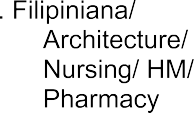 . Filipiniana/
Architecture/
Nursing/ HM/
Pharmacy